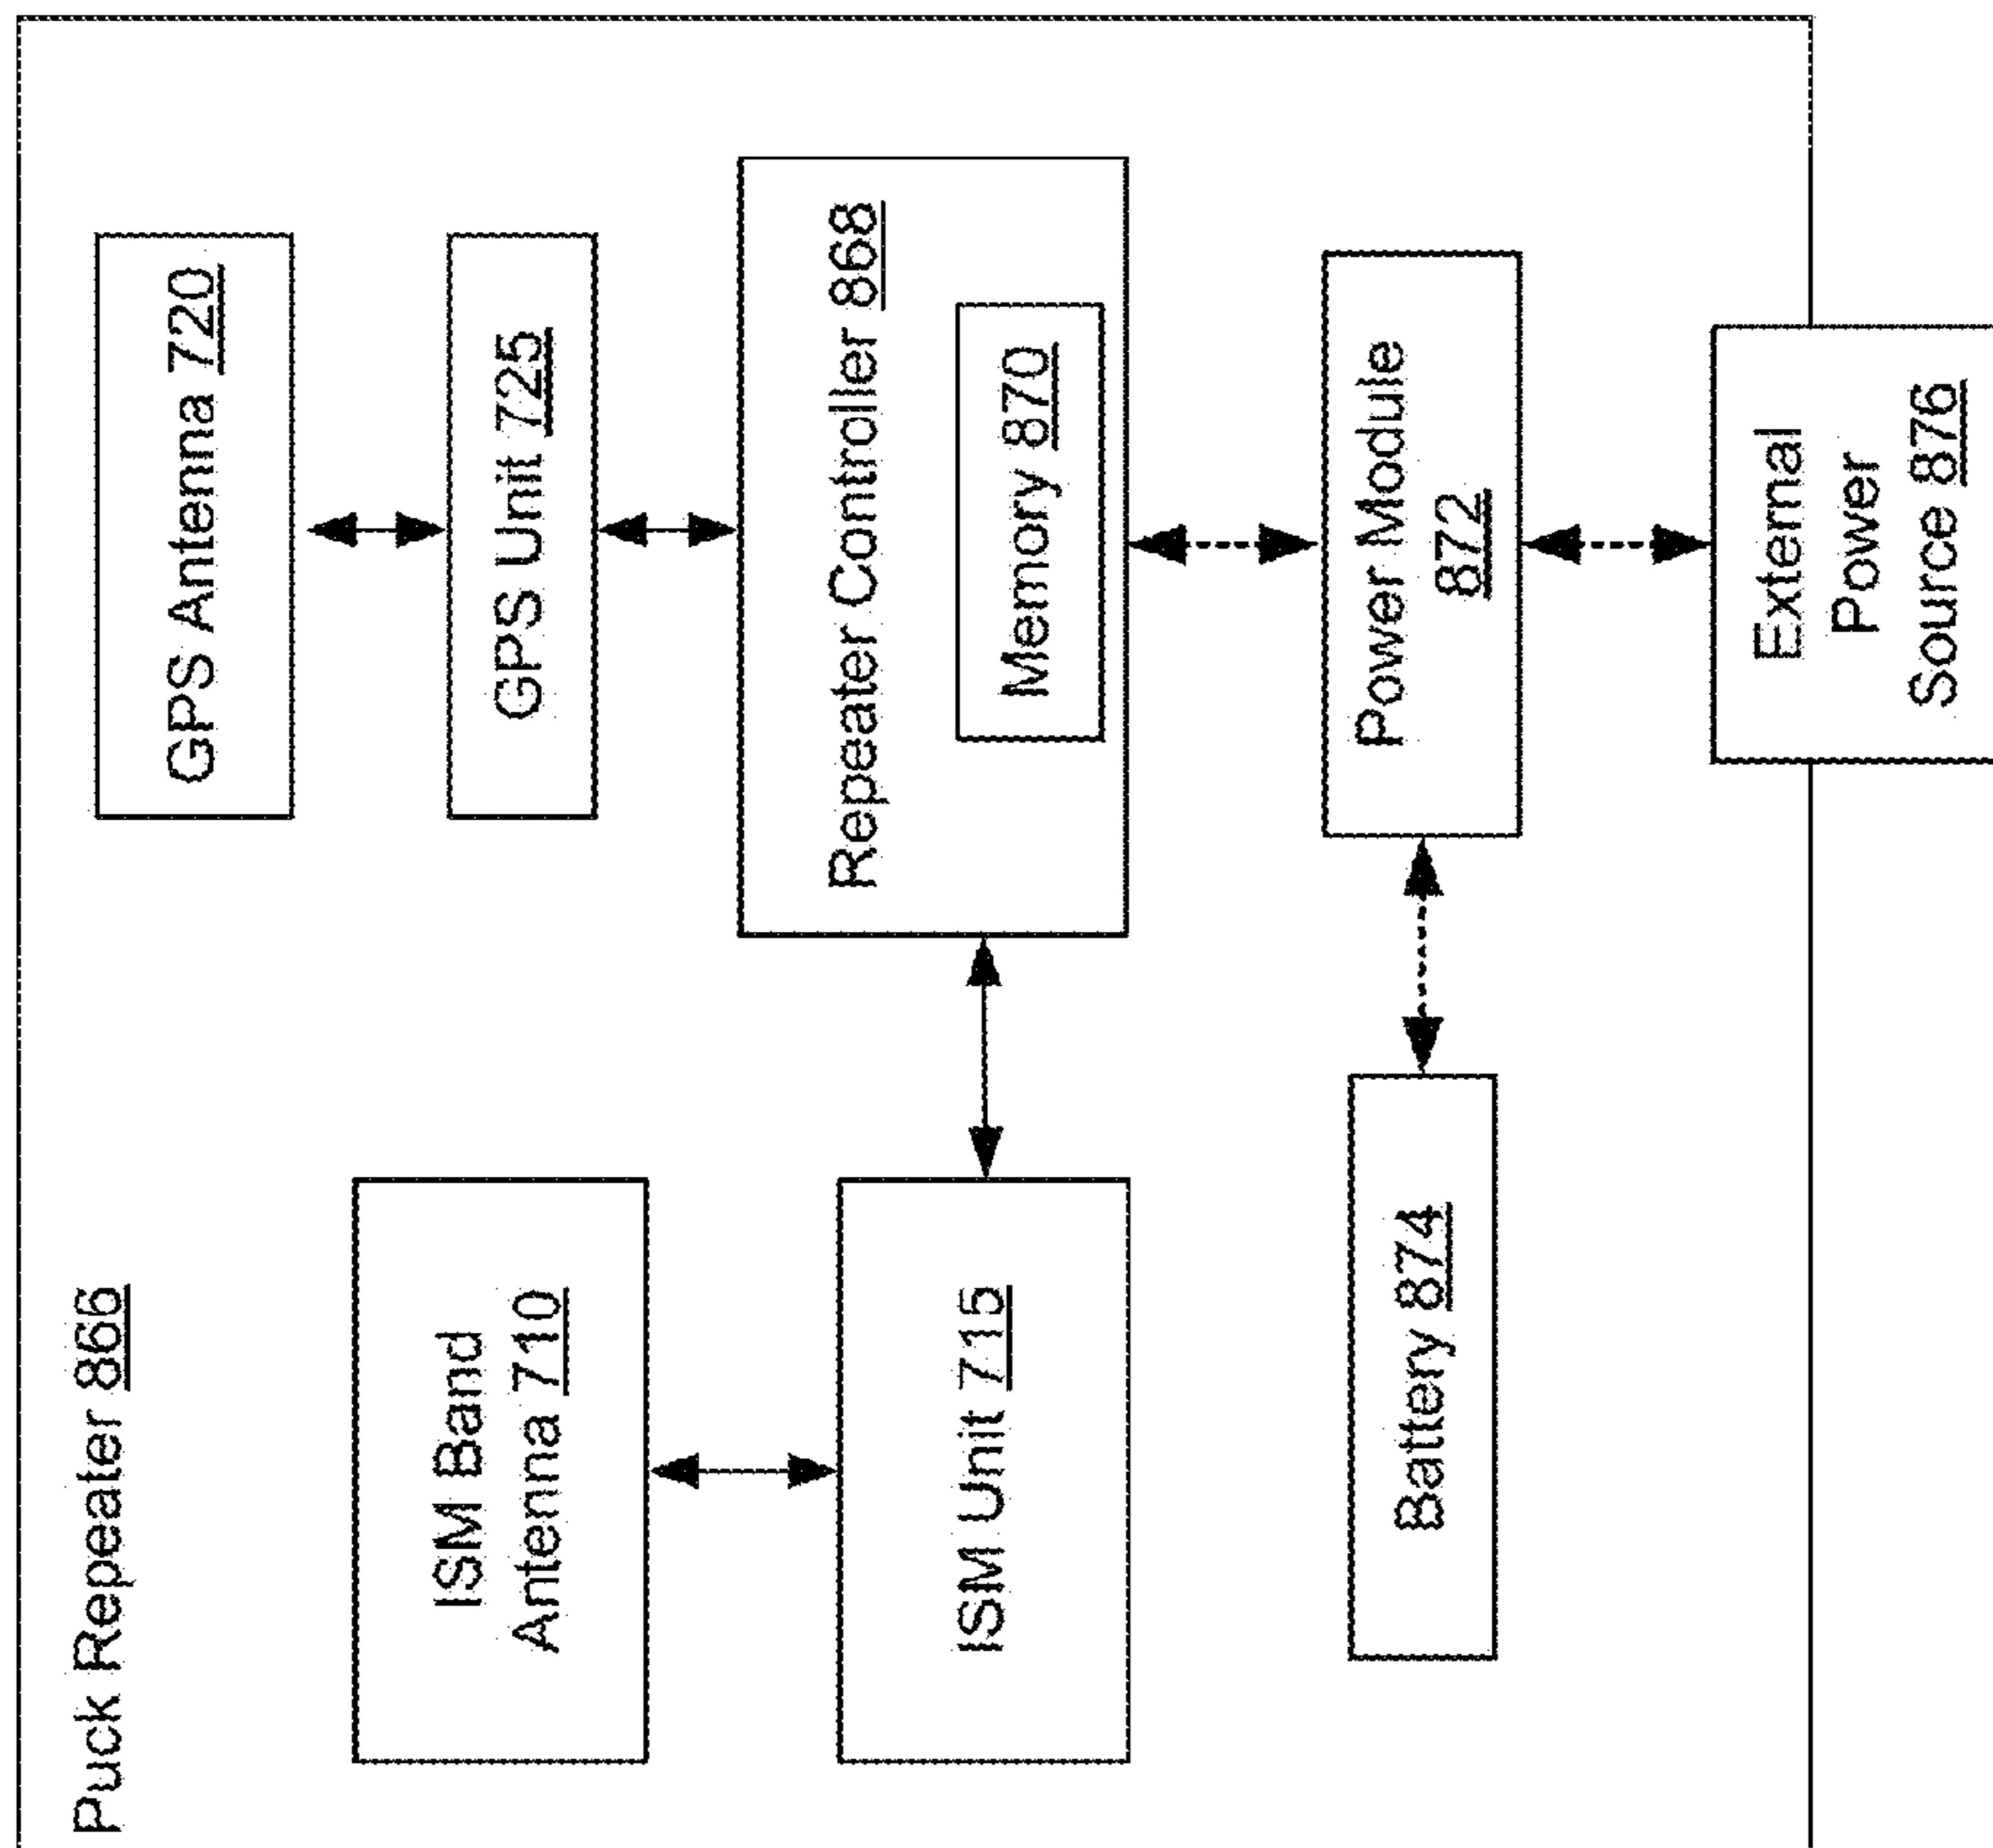 Puck Repeater 866
ISM Band
Antenna 710
GPS Antenna 720
GPS Unit 725
ISM Unit 715
Repeater Controller 868
Memory 870
Battery 874
Power Module
872
External
Power
Source 876